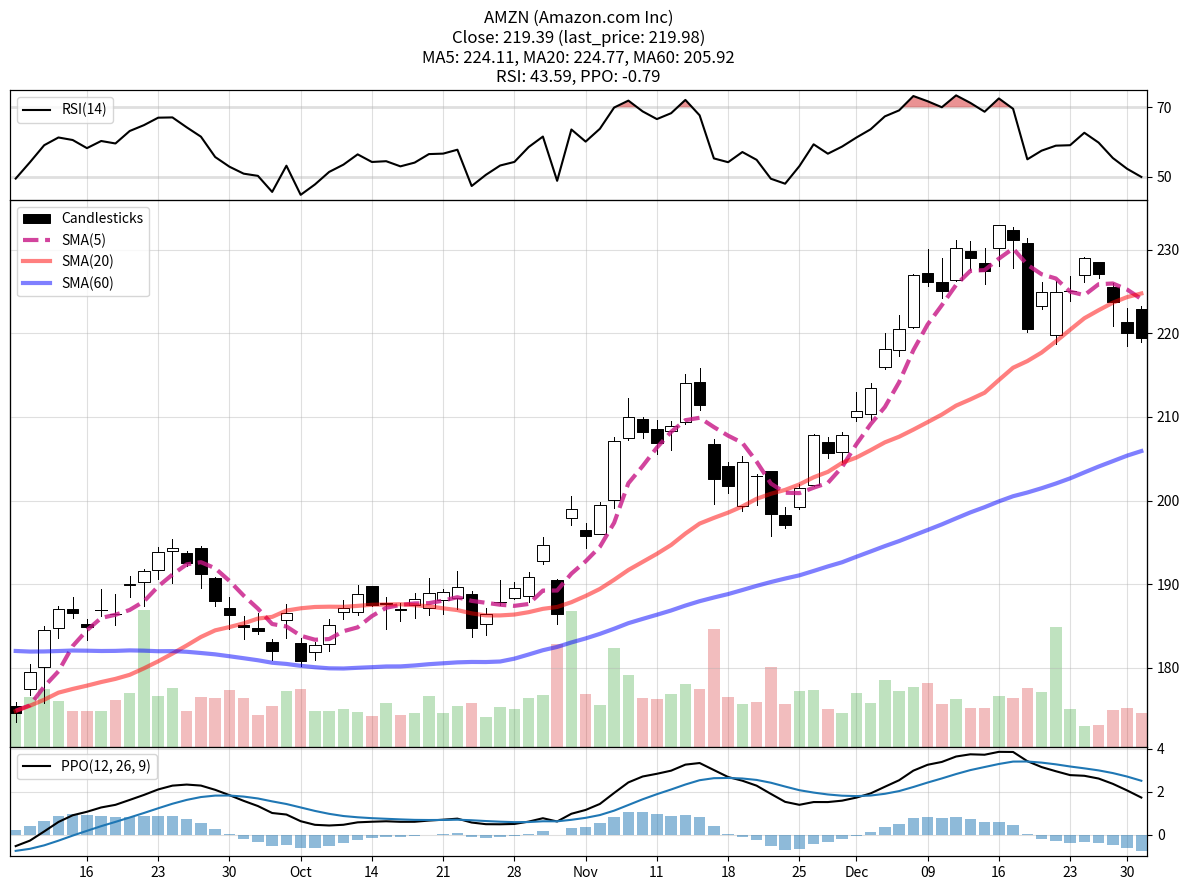 AMZN (Amazon.com Inc)
Close: 219.39 (last_price: 219.98)
MA5: 224.11, MA20: 224.77, MA60: 205.92
RSI: 43.59, PPO: -0.79
RSI(14)
70
50
Candlesticks
SMA(5)
SMA(20)
SMA(60)
230
220
210
200
190
180
PPO(12, 26, 9)
4
2
0
16 23 30 Oct 14 21 28 Nov 11 18 25 Dec 09 16 23 30